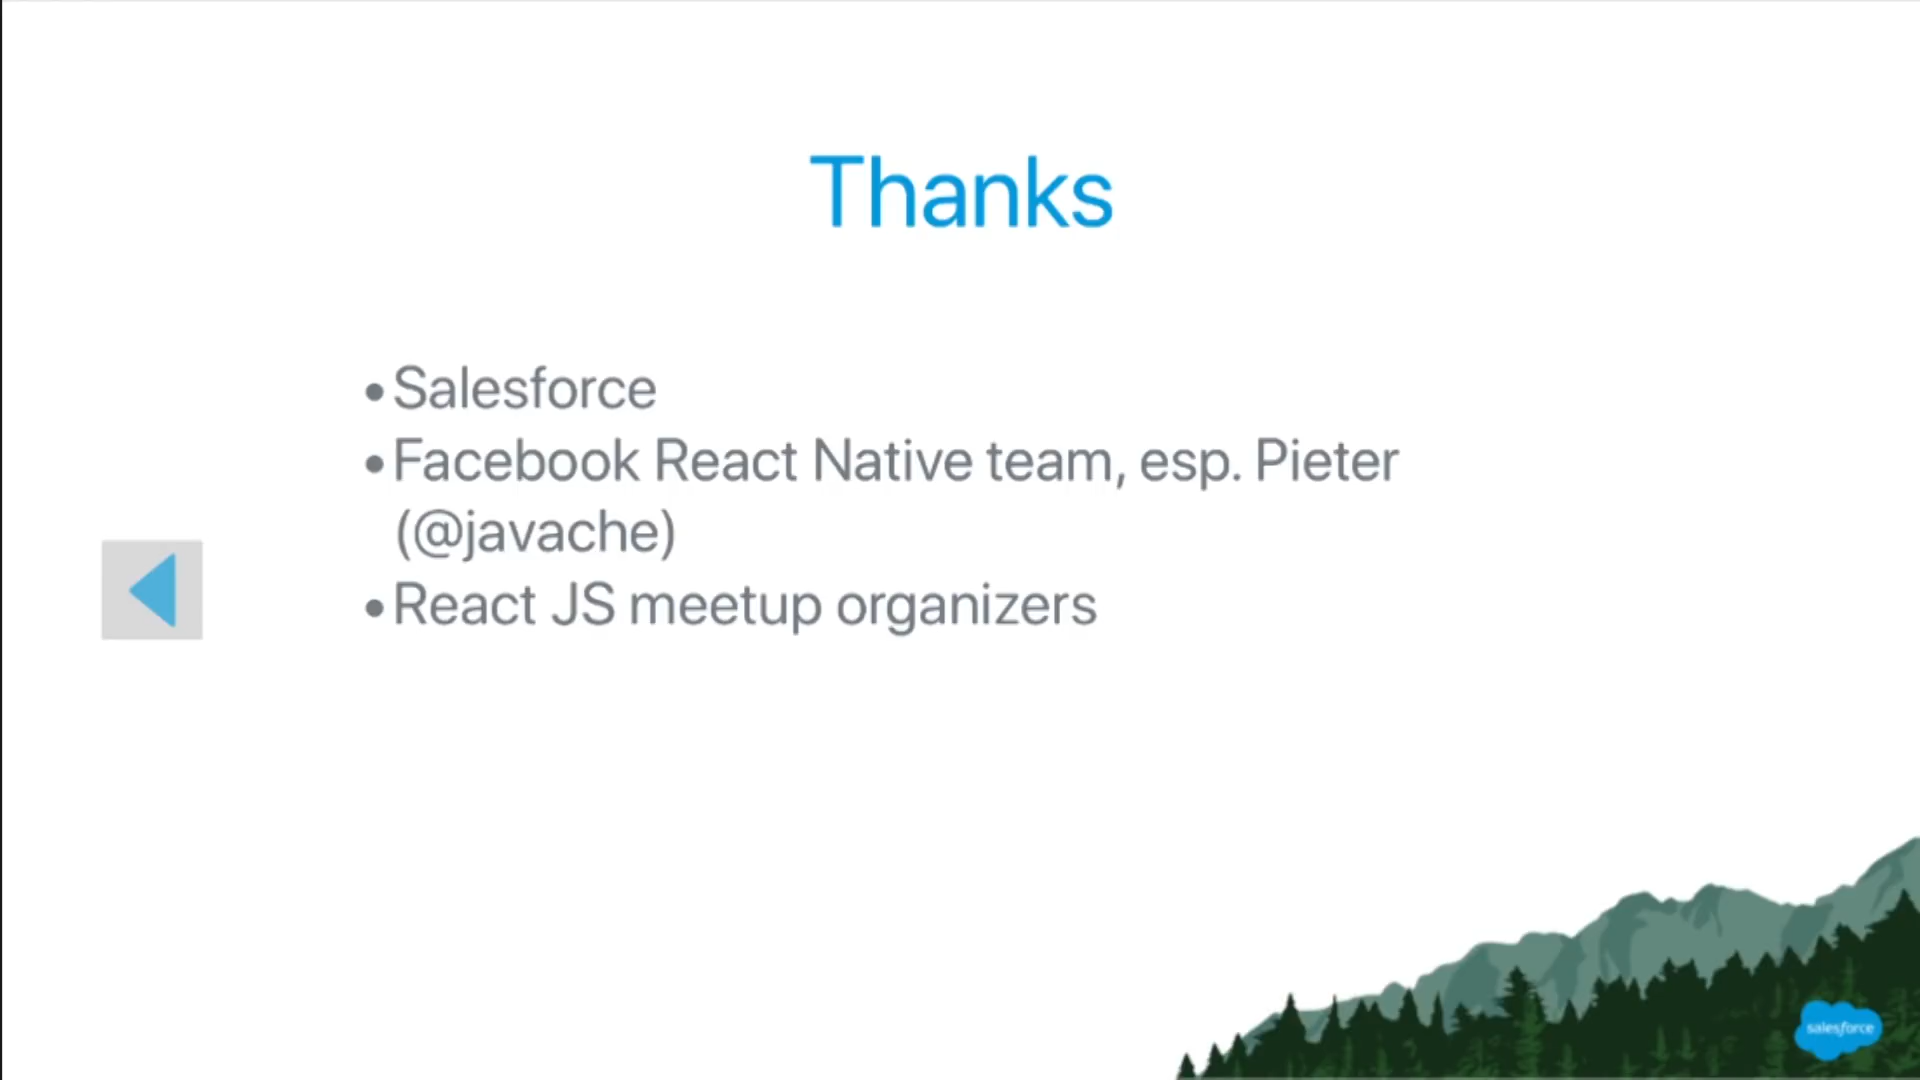 Thanks
•Salesforce
•Facebook React Native team, esp. Pieter
(@javache)
•React JS meetup organizers
salesforce